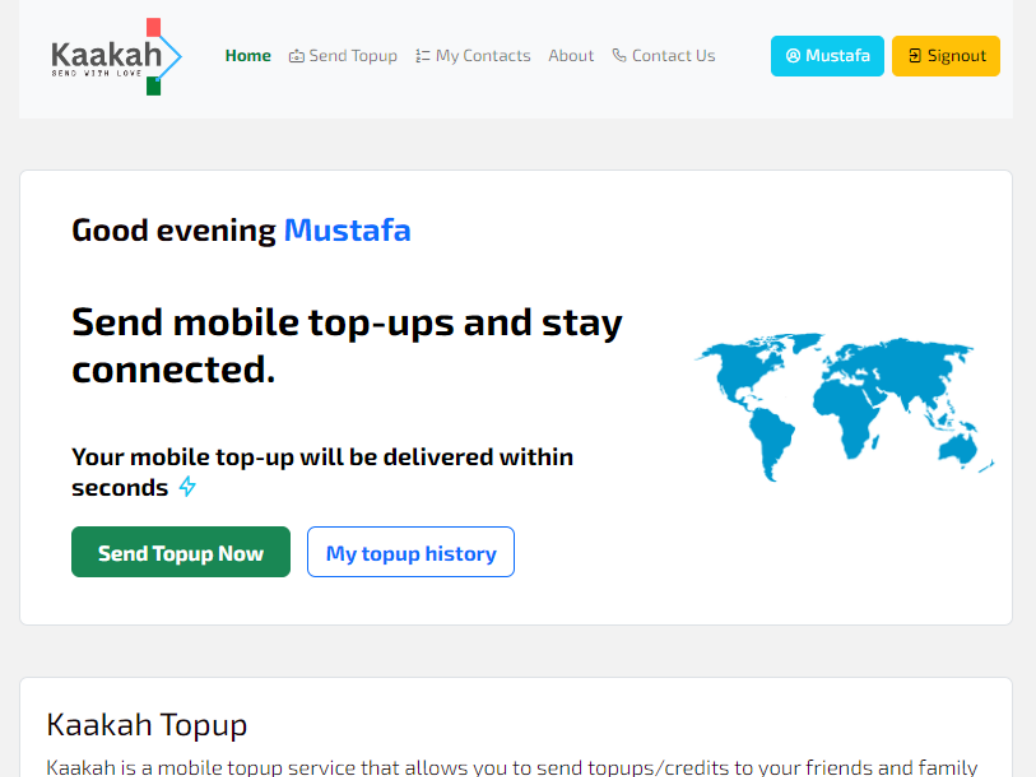 Kaakah
SEND WITH LOVE
Home Send Topup My Contacts About Contact Us Mustafa Signout
Good evening Mustafa
Send mobile top-ups and stay
connected.
Your mobile top-up will be delivered within
seconds
Send Topup Now My topup history
Kaakah Topup
Kaakah is a mobile topup service that allows you to send topups/credits to your friends and family